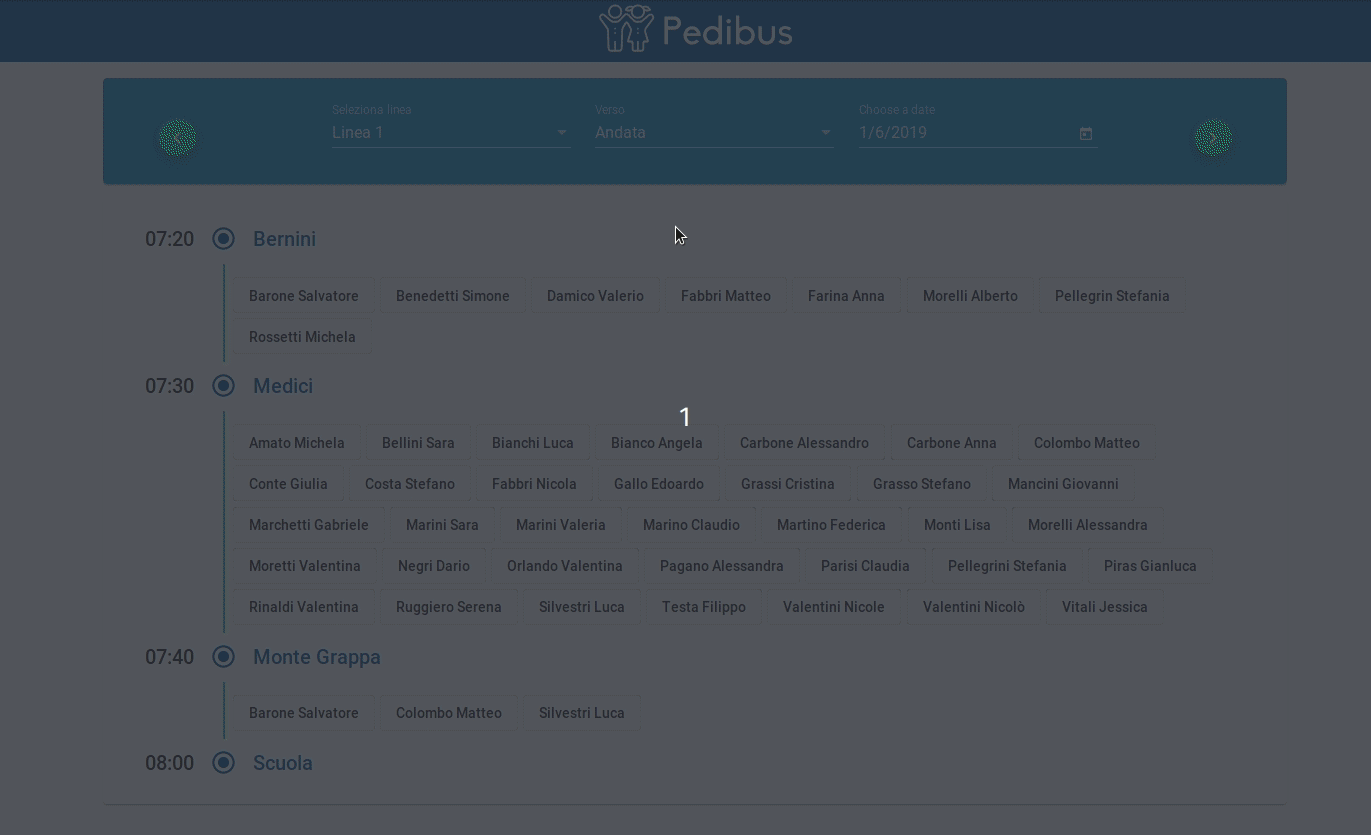 Pedibus
Seleziona linea Verso Choose a date
Linea 1 Andata 1/6/2019
07:20 Bernini
Barone Salvatore Benedetti Simone Damico Valerio Fabbri Matteo Farina Anna Morelli Alberto Pellegrin Stefania
Rossetti Michela
07:30 Medici
1
Amato Michela Bellini Sara Bianchi Luca Bianco Angela Carbone Alessandro Carbone Anna Colombo Matteo
Conte Giulia Costa Stefano Fabbri Nicola Gallo Edoardo Grassi Cristina Grasso Stefano Mancini Giovanni
Marchetti Gabriele Marini Sara Marini Valeria Marino Claudio Martino Federica Monti Lisa Morelli Alessandra
Moretti Valentina Negri Dario Orlando Valentina Pagano Alessandra Parisi Claudia Pellegrini Stefania Piras Gianluca
Rinaldi Valentina Ruggiero Serena Silvestri Luca Testa Filippo Valentini Nicole Valentini Nicolò Vitali Jessica
07:40 Monte Grappa
Barone Salvatore Colombo Matteo Silvestri Luca
08:00 Scuola